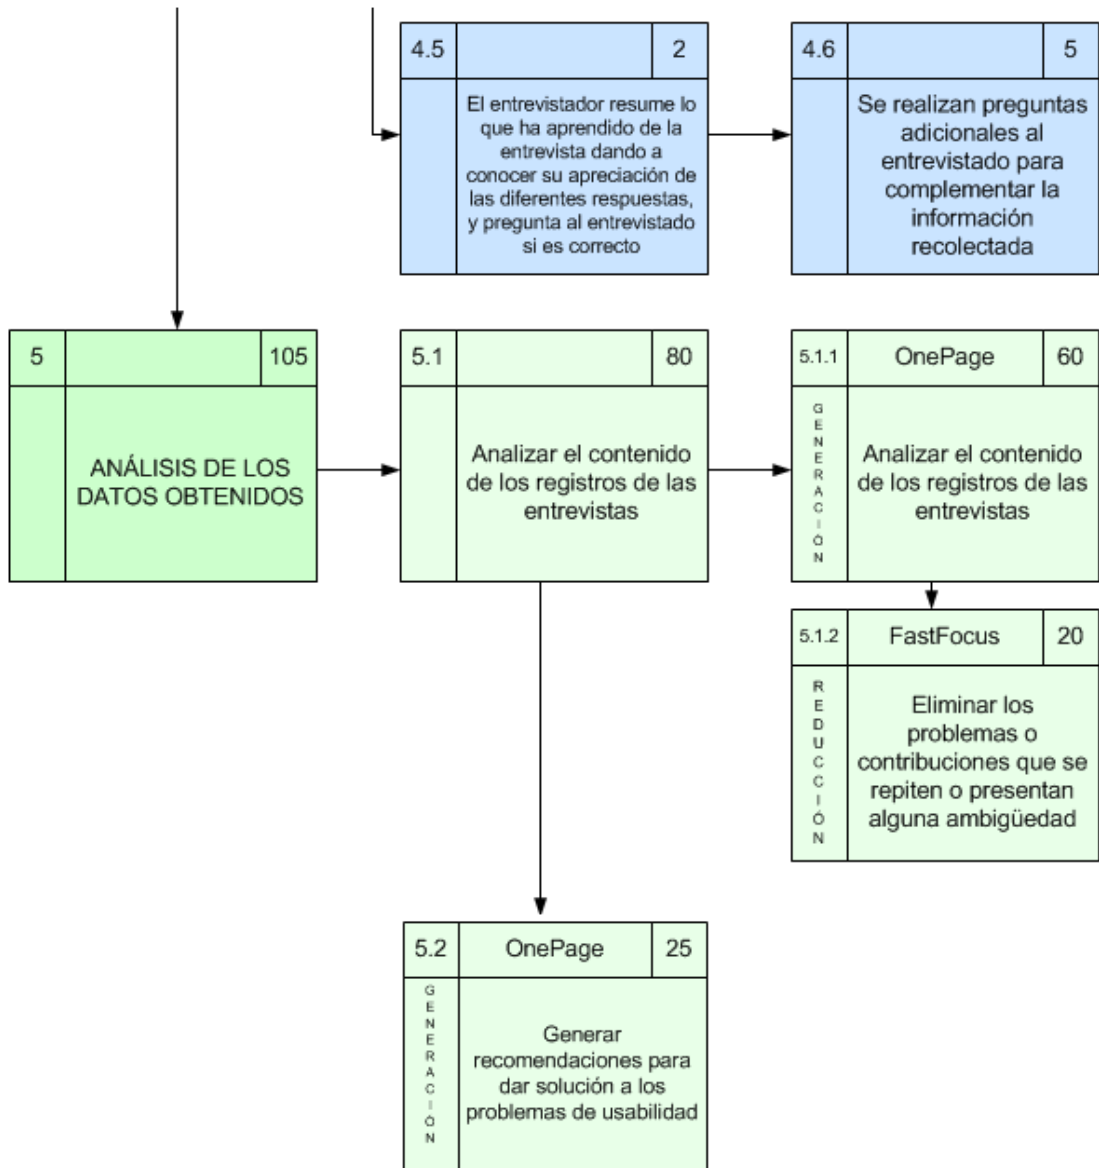 4.5
2
El entrevistador resume lo
que ha aprendido de la
entrevista dando a
conocer su apreciación de
las diferentes respuestas,
y pregunta al entrevistado
si es correcto
4.6
5
Se realizan preguntas
adicionales al
entrevistado para
complementar la
información
recolectada
5
105
ANÁLISIS DE LOS
DATOS OBTENIDOS
5.1
80
Analizar el contenido
de los registros de las
entrevistas
5.1.1
OnePage
60
GENERACIÓN
Analizar el contenido
de los registros de las
entrevistas
5.1.2
FastFocus
20
REDUCCIÓN
Eliminar los
problemas o
contribuciones que se
repiten o presentan
alguna ambigüedad
5.2
OnePage
25
GENERACIÓN
Generar
recomendaciones para
dar solución a los
problemas de usabilidad